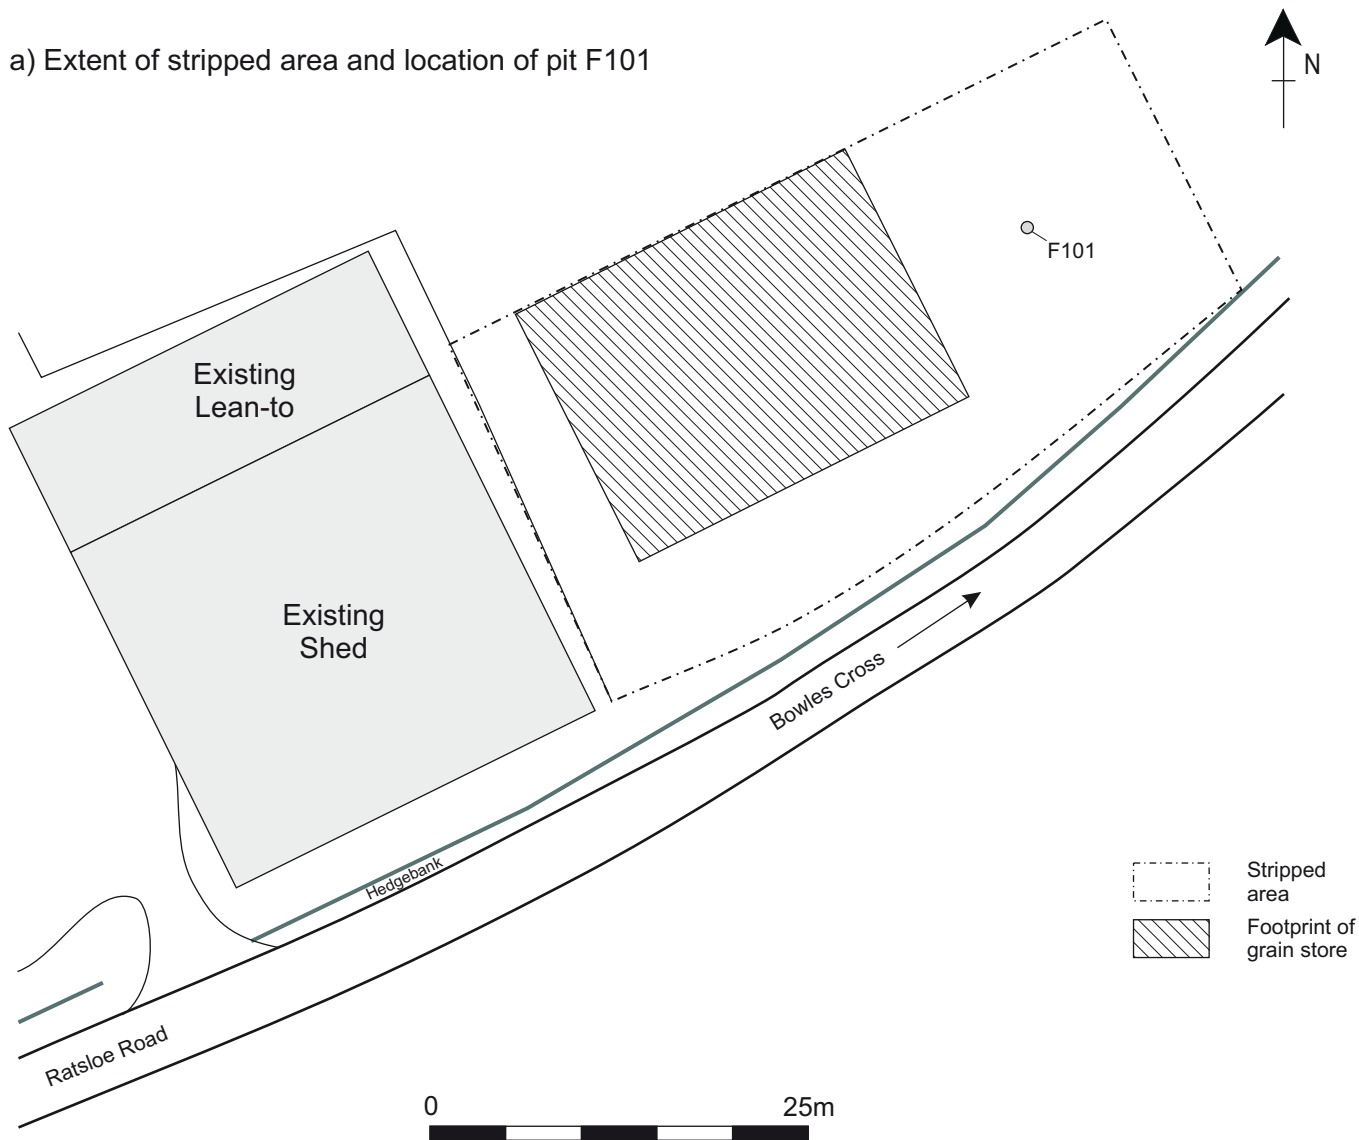 a) Extent of stripped area and location of pit F101
N
F101
Existing
Lean-to
Existing
Shed
Bowles Cross
Hedgebank
Stripped
area
Footprint of
grain store
Ratsloe Road
0
25m